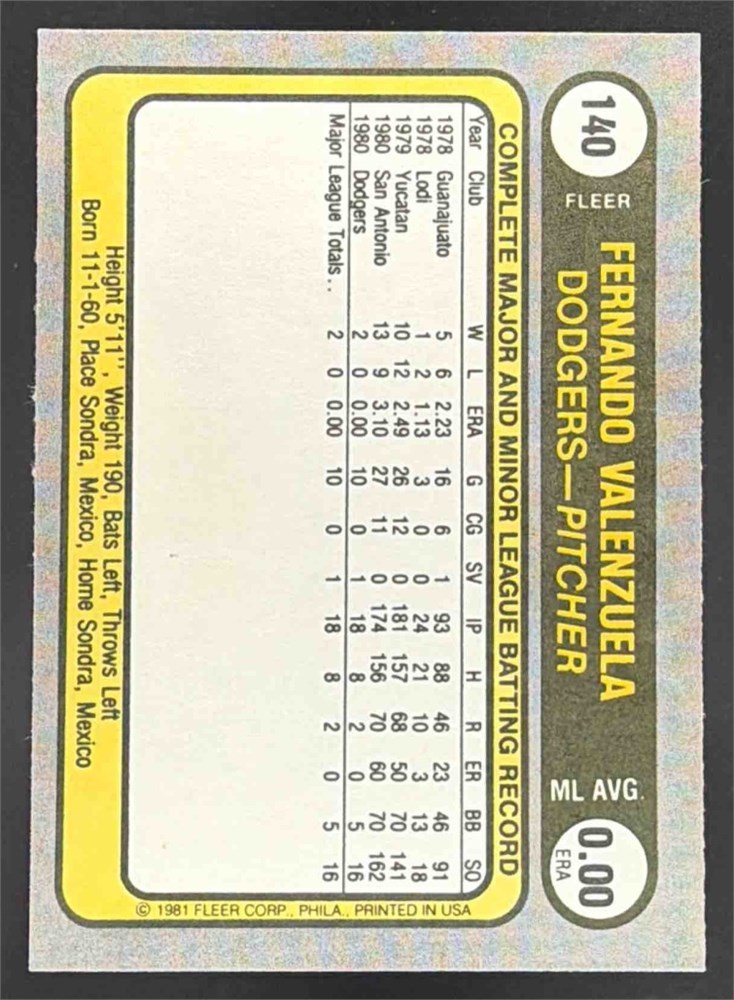 140
FLEER
FERNANDO VALENZUELA
DODGERS—PITCHER
ML AVG.
0.00
ERA
COMPLETE MAJOR AND MINOR LEAGUE BATTING RECORD
Year Club W L ERA G CG SV IP H R ER BB SO
1978 Guanajuato 5 6 2.23 16 6 1 93 88 46 23 46 91
1978 Lodi 1 2 1.13 3 0 0 24 21 10 3 13 18
1979 Yucatan 10 12 2.49 26 12 0 181 157 68 50 70 141
1980 San Antonio 13 9 3.10 27 11 0 174 156 70 60 70 162
1980 Dodgers 2 0 0.00 10 0 1 18 8 2 0 5 16
Major League Totals . . 2 0 0.00 10 0 1 18 8 2 0 5 16
Height 5'11", Weight 190, Bats Left, Throws Left
Born 11-1-60, Place Sondra, Mexico, Home Sondra, Mexico
© 1981 FLEER CORP., PHILA., PRINTED IN USA